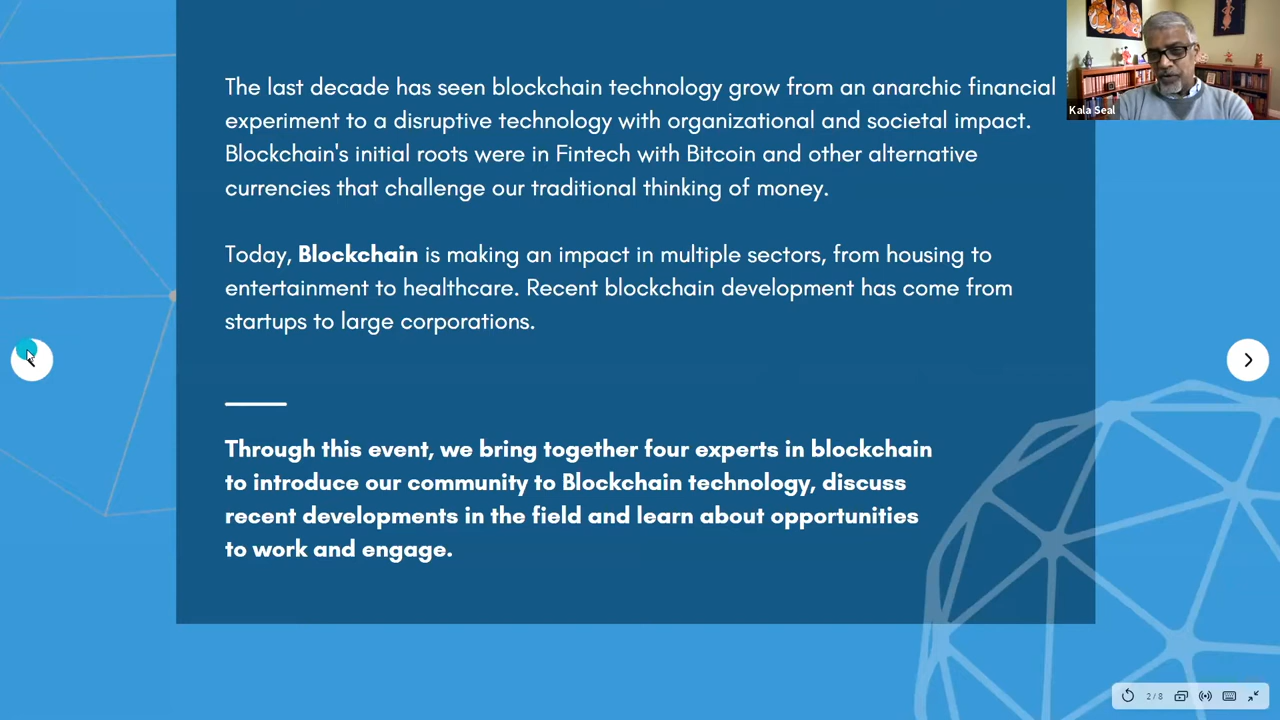 The last decade has seen blockchain technology grow from an anarchic financial
experiment to a disruptive technology with organizational and societal impact.
Blockchain's initial roots were in Fintech with Bitcoin and other alternative
currencies that challenge our traditional thinking of money.
Today, Blockchain is making an impact in multiple sectors, from housing to
entertainment to healthcare. Recent blockchain development has come from
startups to large corporations.
Through this event, we bring together four experts in blockchain
to introduce our community to Blockchain technology, discuss
recent developments in the field and learn about opportunities
to work and engage.
Kala Seal
2/8